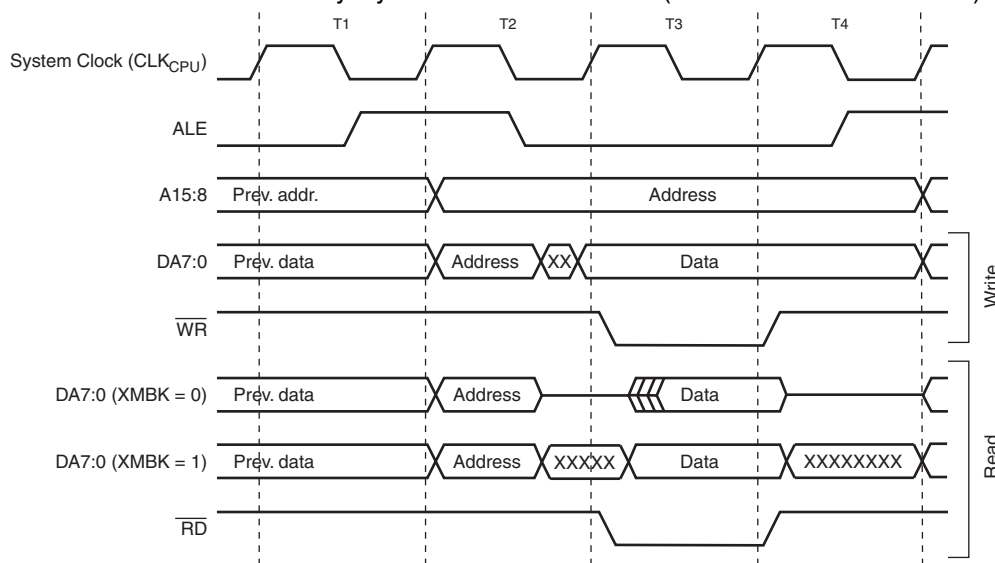 T1 T2 T3 T4
System Clock (CLKCPU)
ALE
A15:8 Prev. addr. Address
DA7:0 Prev. data Address XX Data
WR
Write
DA7:0 (XMBK = 0) Prev. data Address Data
DA7:0 (XMBK = 1) Prev. data Address XXXXX Data XXXXXXXX
RD
Read